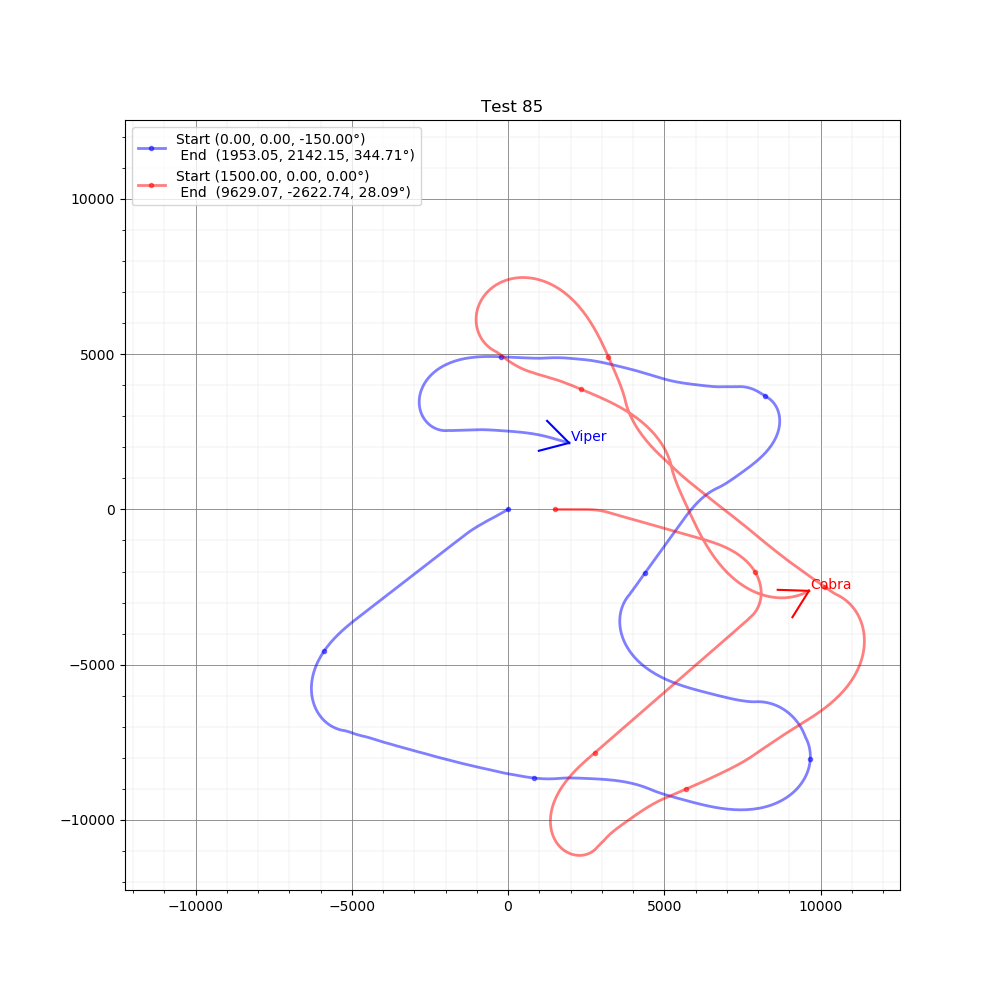 Test 85
Start (0.00, 0.00, -150.00°)
End  (1953.05, 2142.15, 344.71°)
Start (1500.00, 0.00, 0.00°)
End  (9629.07, -2622.74, 28.09°)
10000
5000
0
−5000
−10000
Viper
Cobra
−10000 −5000 0 5000 10000